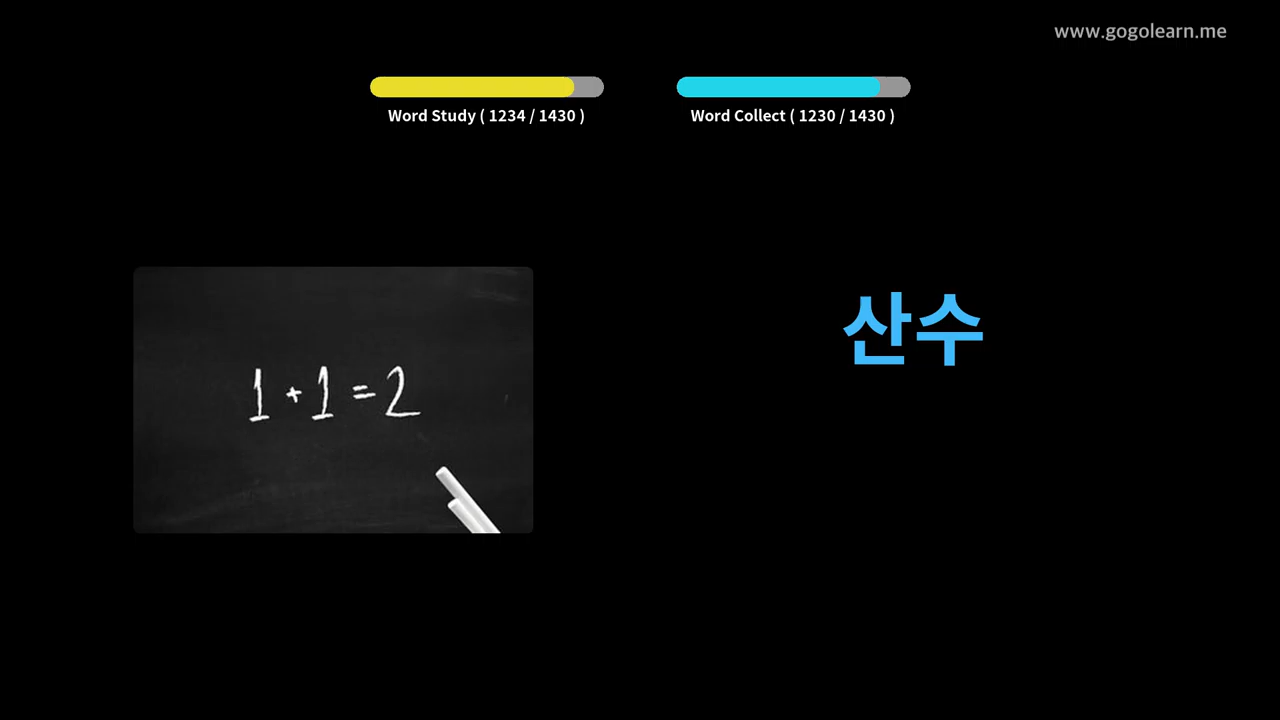 www.gogolearn.me
Word Study ( 1234 / 1430 )
Word Collect ( 1230 / 1430 )
1 + 1 = 2
산수